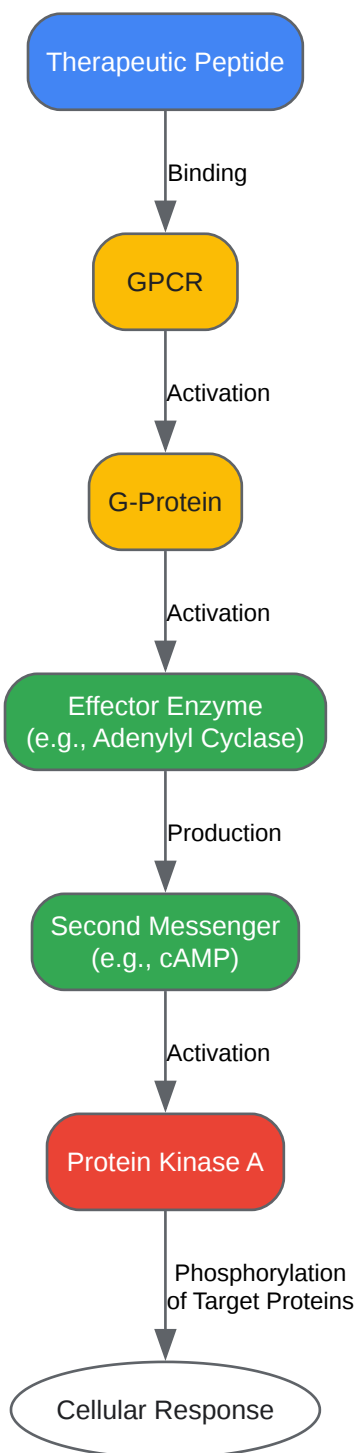 Therapeutic Peptide
Binding
GPCR
Activation
G-Protein
Activation
Effector Enzyme
(e.g., Adenylyl Cyclase)
Production
Second Messenger
(e.g., cAMP)
Activation
Protein Kinase A
Phosphorylation
of Target Proteins
Cellular Response